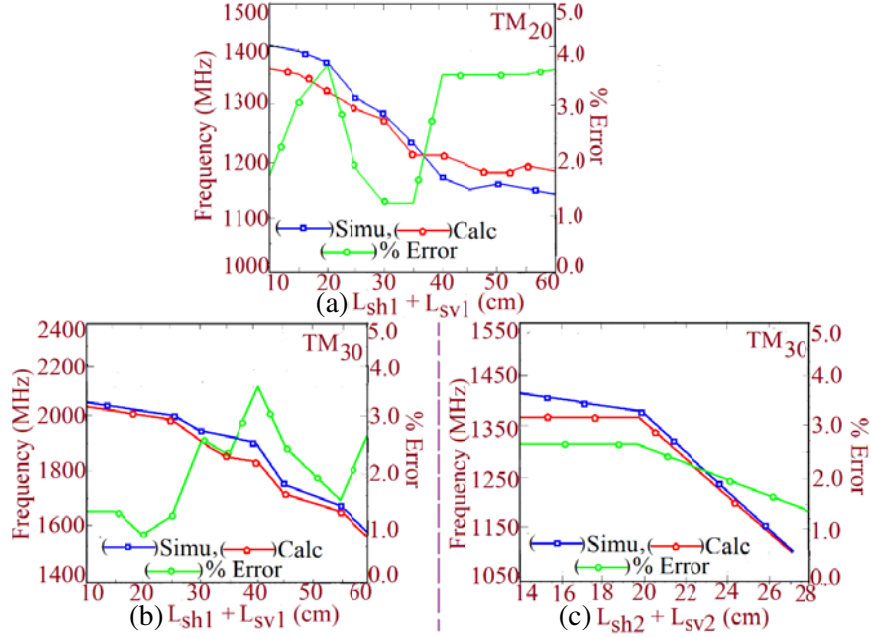 1500
1400
1300
1200
1100
1000
Frequency (MHz)
TM20
5.0
4.0
3.0
2.0
1.0
0.0
% Error
( )Simu,( )Calc
( )% Error
10 20 30 40 50 60
(a) Lsh1 + Lsv1 (cm)
2400
2200
2000
1800
1600
1400
Frequency (MHz)
TM30
5.0
4.0
3.0
2.0
1.0
0.0
% Error
( )Simu,( )Calc
( )% Error
10 20 30 40 50 60
(b) Lsh1 + Lsv1 (cm)
1550
1450
1350
1250
1150
1050
Frequency (MHz)
TM30
5.0
4.0
3.0
2.0
1.0
0.0
% Error
( )Simu,( )Calc
( )% Error
14 16 18 20 22 24 26 28
(c) Lsh2 + Lsv2 (cm)